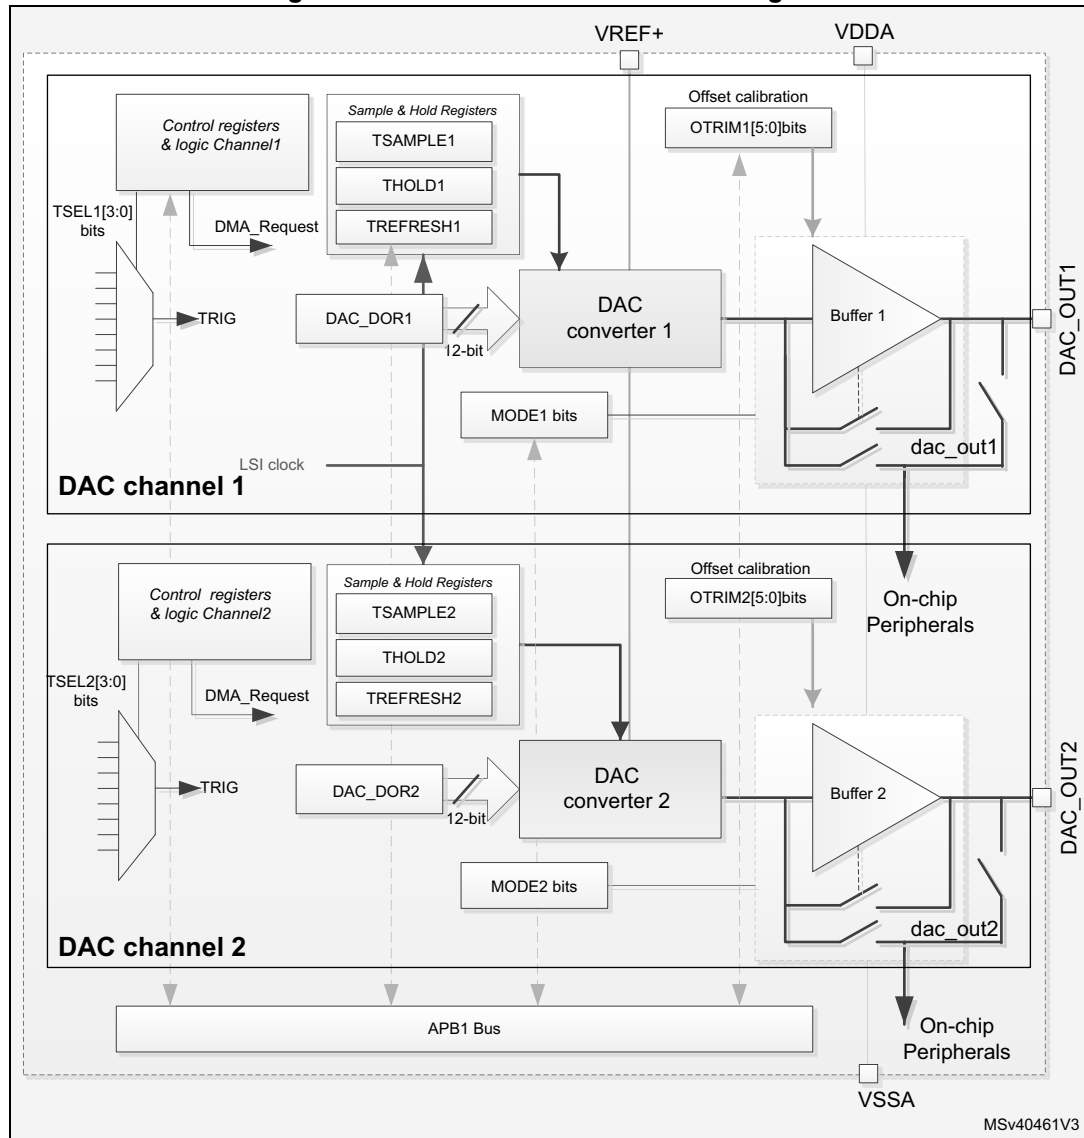 VREF+
VDDA
Control registers
& logic Channel1
Sample & Hold Registers
TSAMPLE1
THOLD1
TREFRESH1
Offset calibration
OTRIM1[5:0]bits
TSEL1[3:0]
bits
DMA_Request
TRIG
DAC_DOR1
12-bit
DAC
converter 1
Buffer 1
DAC_OUT1
MODE1 bits
dac_out1
LSI clock
DAC channel 1
On-chip
Peripherals
Control registers
& logic Channel2
Sample & Hold Registers
TSAMPLE2
THOLD2
TREFRESH2
Offset calibration
OTRIM2[5:0]bits
TSEL2[3:0]
bits
DMA_Request
TRIG
DAC_DOR2
12-bit
DAC
converter 2
Buffer 2
DAC_OUT2
MODE2 bits
dac_out2
DAC channel 2
APB1 Bus
On-chip
Peripherals
VSSA
MSv40461V3